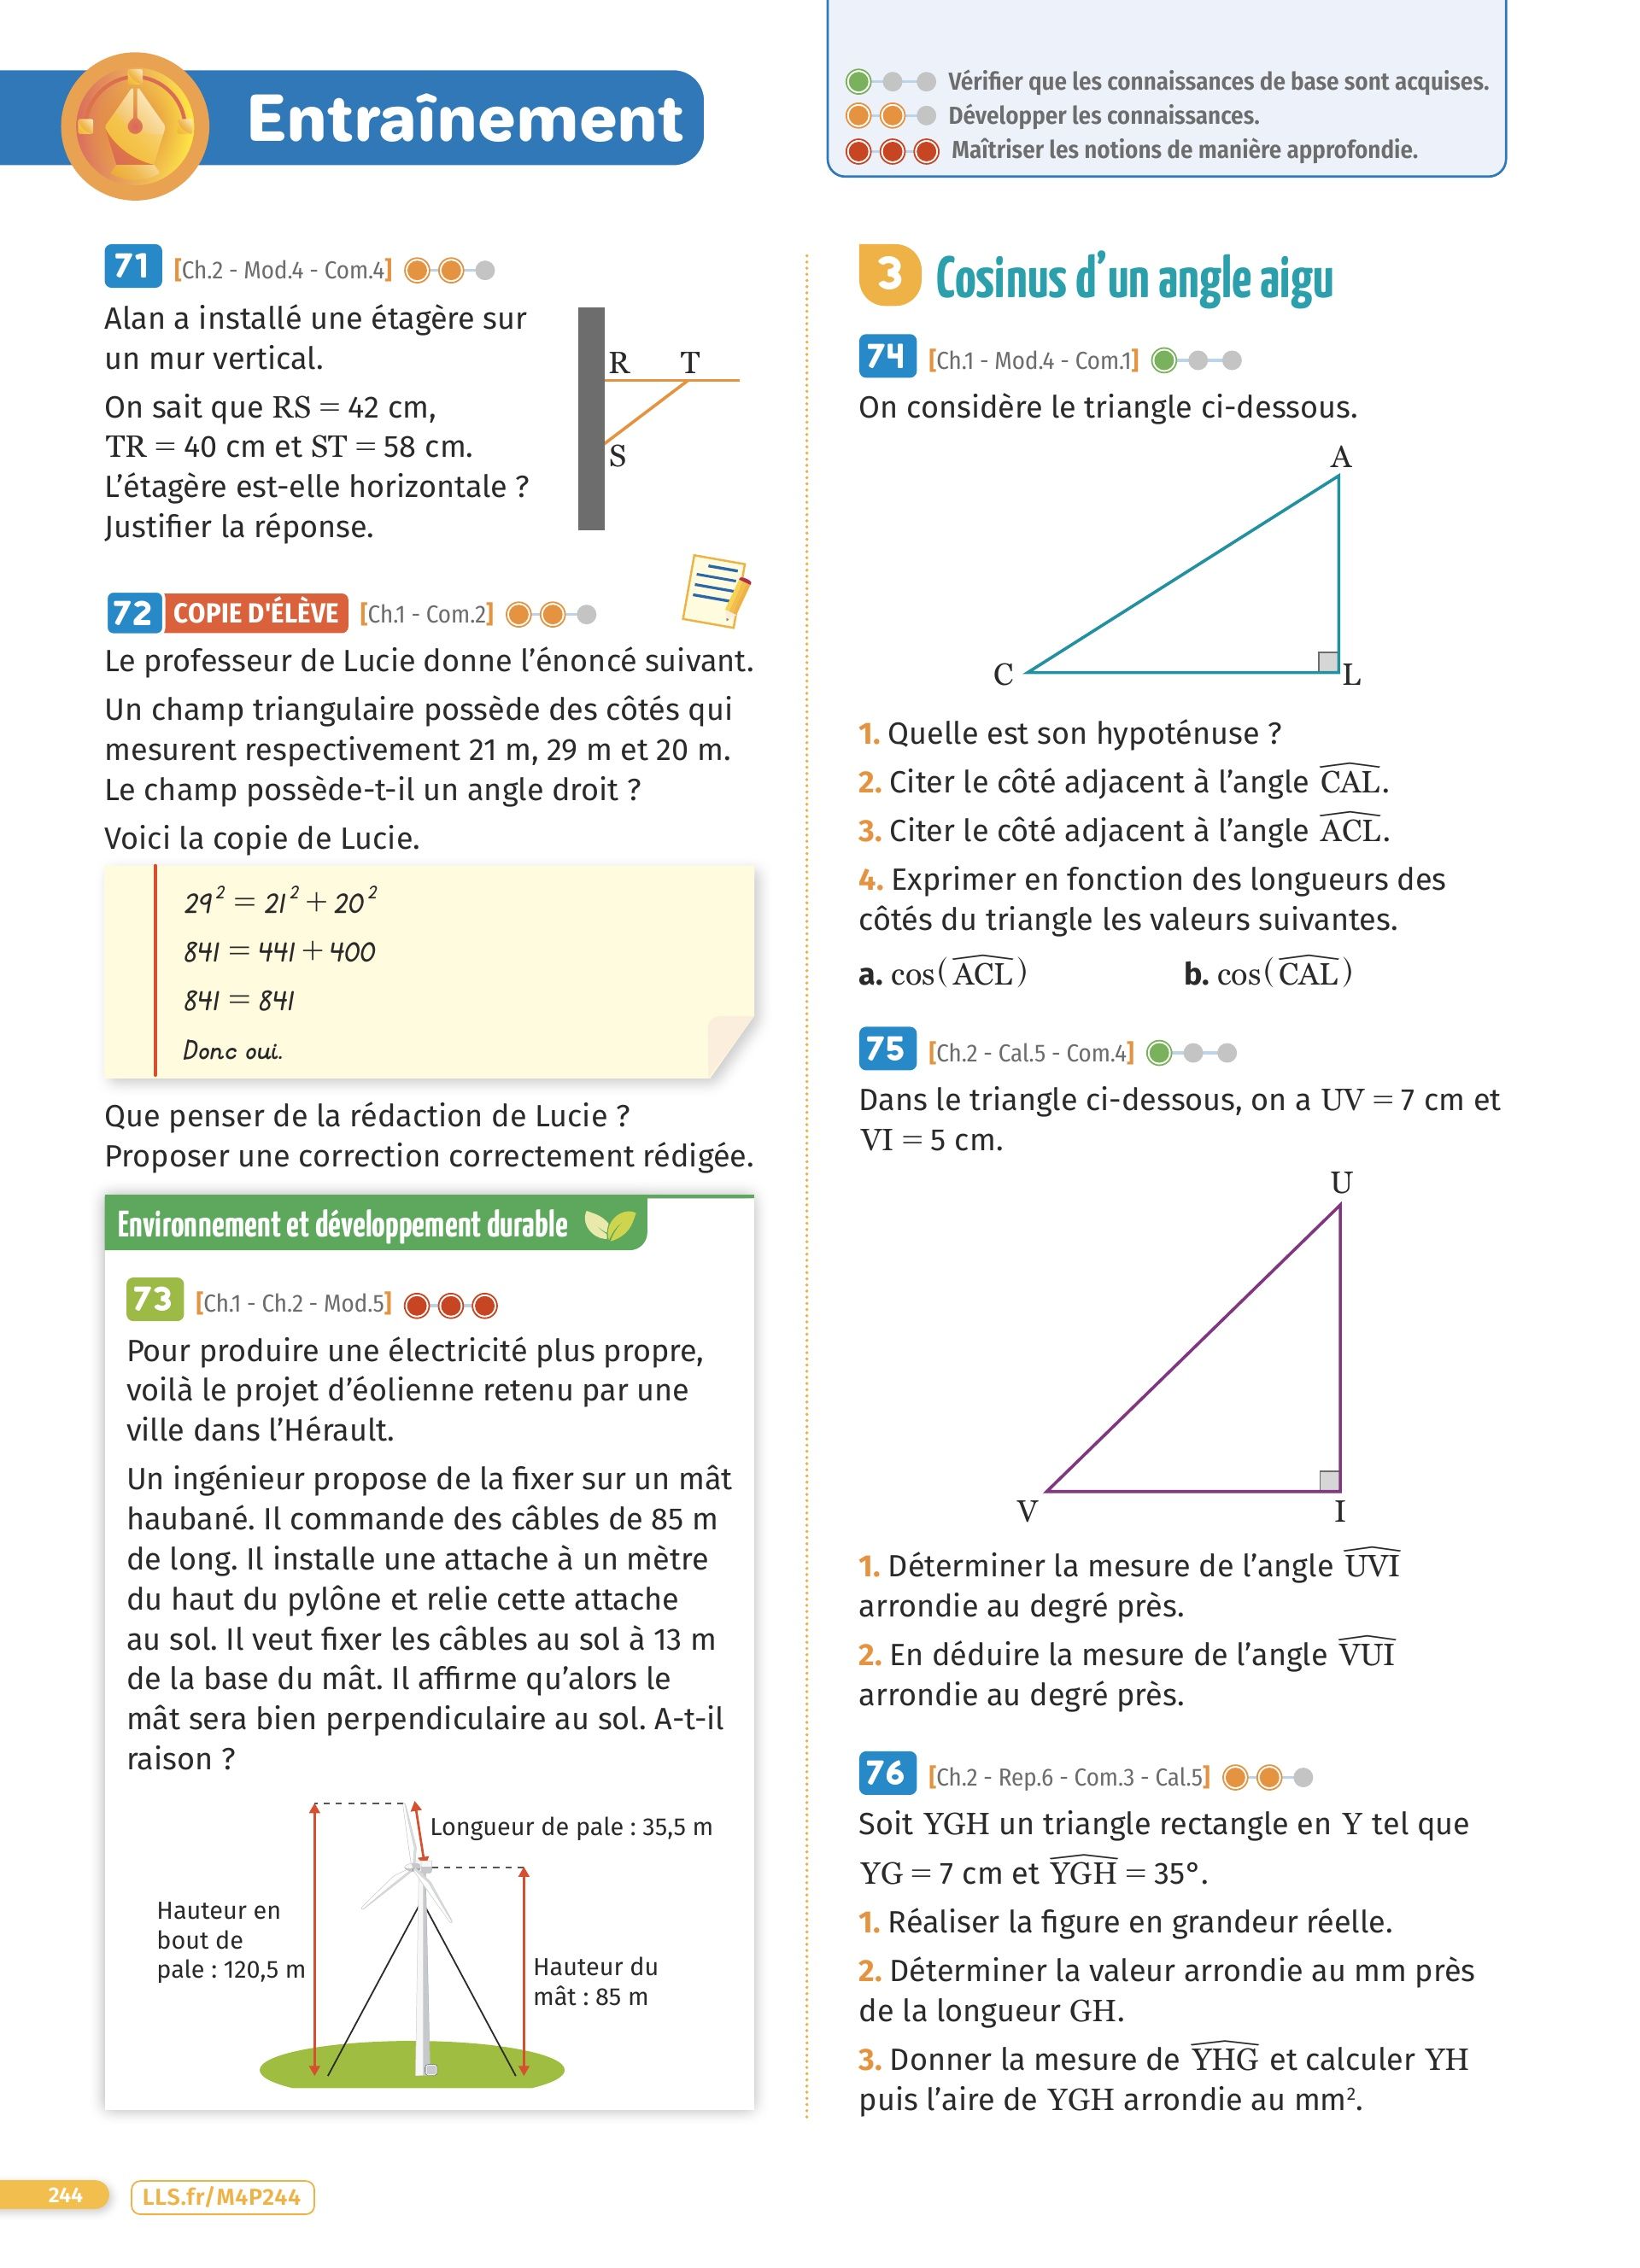 Entraînement
Vérifier que les connaissances de base sont acquises.
Développer les connaissances.
Maîtriser les notions de manière approfondie.
71 [Ch.2 - Mod.4 - Com.4]
Alan a installé une étagère sur
un mur vertical.
On sait que RS = 42 cm,
TR = 40 cm et ST = 58 cm.
L'étagère est-elle horizontale ?
Justifier la réponse.
R T
S
72 COPIE D'ÉLÈVE [Ch.1 - Com.2]
Le professeur de Lucie donne l'énoncé suivant.
Un champ triangulaire possède des côtés qui
mesurent respectivement 21 m, 29 m et 20 m.
Le champ possède-t-il un angle droit ?
Voici la copie de Lucie.
29² = 21² + 20²
841 = 441 + 400
841 = 841
Donc oui.
Que penser de la rédaction de Lucie ?
Proposer une correction correctement rédigée.
Environnement et développement durable
73 [Ch.1 - Ch.2 - Mod.5]
Pour produire une électricité plus propre,
voilà le projet d'éolienne retenu par une
ville dans l'Hérault.
Un ingénieur propose de la fixer sur un mât
haubané. Il commande des câbles de 85 m
de long. Il installe une attache à un mètre
du haut du pylône et relie cette attache
au sol. Il veut fixer les câbles au sol à 13 m
de la base du mât. Il affirme qu'alors le
mât sera bien perpendiculaire au sol. A-t-il
raison ?
Longueur de pale : 35,5 m
Hauteur en
bout de
pale : 120,5 m
Hauteur du
mât : 85 m
3 Cosinus d'un angle aigu
74 [Ch.1 - Mod.4 - Com.1]
On considère le triangle ci-dessous.
A
C
L
1. Quelle est son hypoténuse ?
2. Citer le côté adjacent à l'angle CAL.
3. Citer le côté adjacent à l'angle ACL.
4. Exprimer en fonction des longueurs des
côtés du triangle les valeurs suivantes.
a. cos(ACL) b. cos(CAL)
75 [Ch.2 - Cal.5 - Com.4]
Dans le triangle ci-dessous, on a UV = 7 cm et
VI = 5 cm.
U
V
I
1. Déterminer la mesure de l'angle UVI
arrondie au degré près.
2. En déduire la mesure de l'angle VUI
arrondie au degré près.
76 [Ch.2 - Rep.6 - Com.3 - Cal.5]
Soit YGH un triangle rectangle en Y tel que
YG = 7 cm et YGH = 35°.
1. Réaliser la figure en grandeur réelle.
2. Déterminer la valeur arrondie au mm près
de la longueur GH.
3. Donner la mesure de YHG et calculer YH
puis l'aire de YGH arrondie au mm².
244
LLS.fr/M4P244